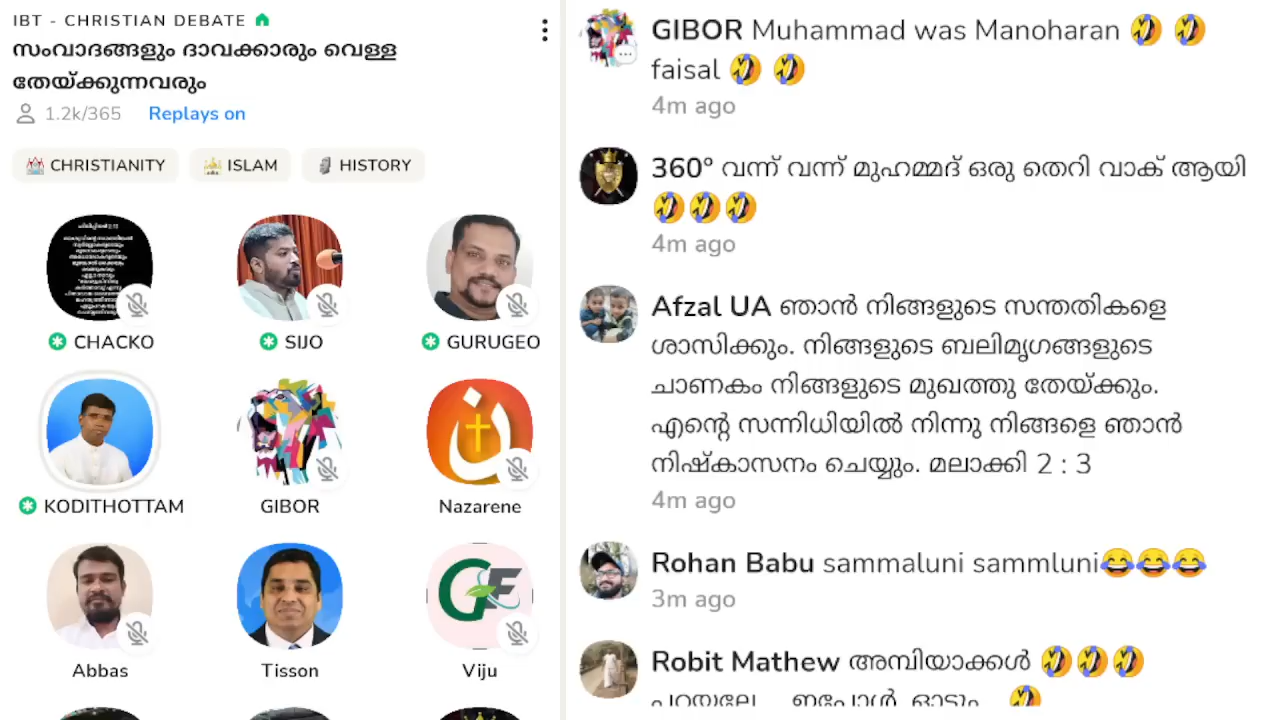 IBT - CHRISTIAN DEBATE
സംവാദങ്ങളും ദാവക്കാരും വെള്ള
തേയ്ക്കുന്നവരും
1.2k/365 Replays on
CHRISTIANITY ISLAM HISTORY
CHACKO SIJO GURUGEO
KODITHOTTAM GIBOR Nazarene
Abbas Tisson Viju
GIBOR Muhammad was Manoharan 🤣 🤣
faisal 🤣 🤣
4m ago
360° വന്ന് വന്ന് മുഹമ്മദ് ഒരു തെറി വാക് ആയി
🤣🤣🤣
4m ago
Afzal UA ഞാൻ നിങ്ങളുടെ സന്തതികളെ
ശാസിക്കും. നിങ്ങളുടെ ബലിമൃഗങ്ങളുടെ
ചാണകം നിങ്ങളുടെ മുഖത്തു തേയ്ക്കും.
എന്റെ സന്നിധിയിൽ നിന്നു നിങ്ങളെ ഞാൻ
നിഷ്കാസനം ചെയ്യും. മലാക്കി 2 : 3
4m ago
Rohan Babu sammaluni sammluni😂😂😂
3m ago
Robit Mathew അമ്പിയാക്കൾ 🤣🤣🤣
ഇപ്പോൾ ഓടും 🤣